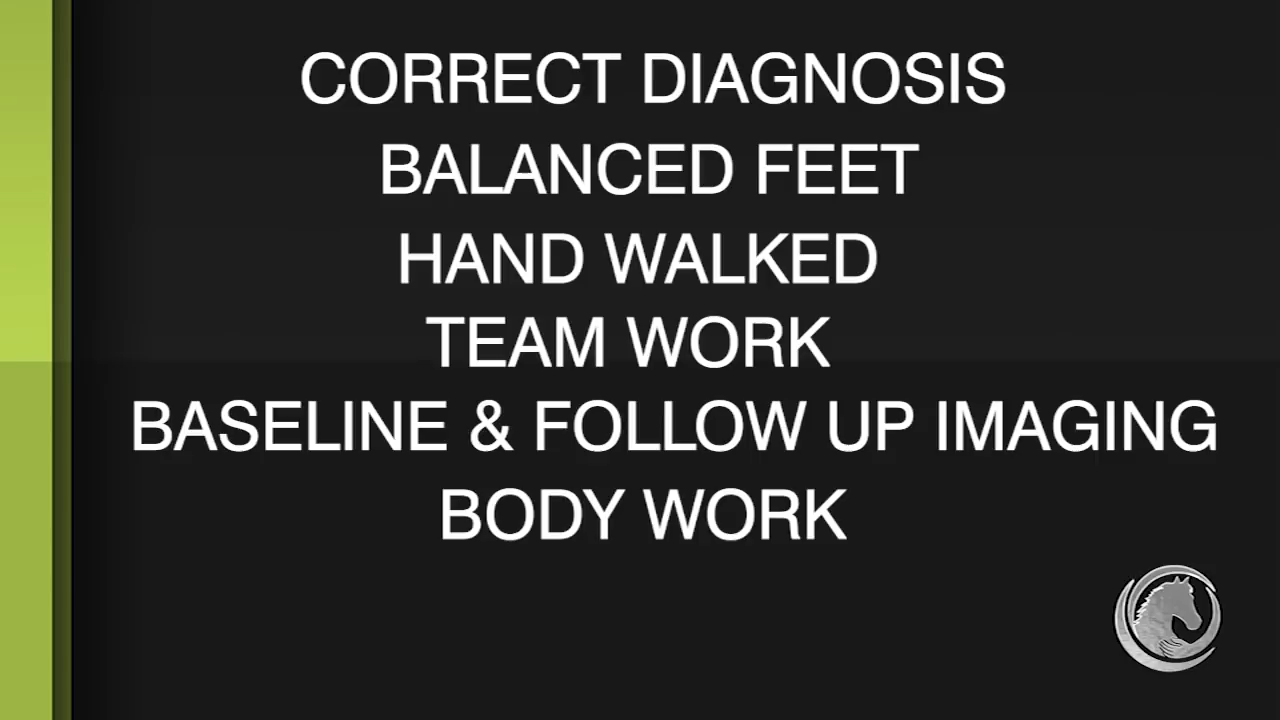 CORRECT DIAGNOSIS
BALANCED FEET
HAND WALKED
TEAM WORK
BASELINE & FOLLOW UP IMAGING
BODY WORK